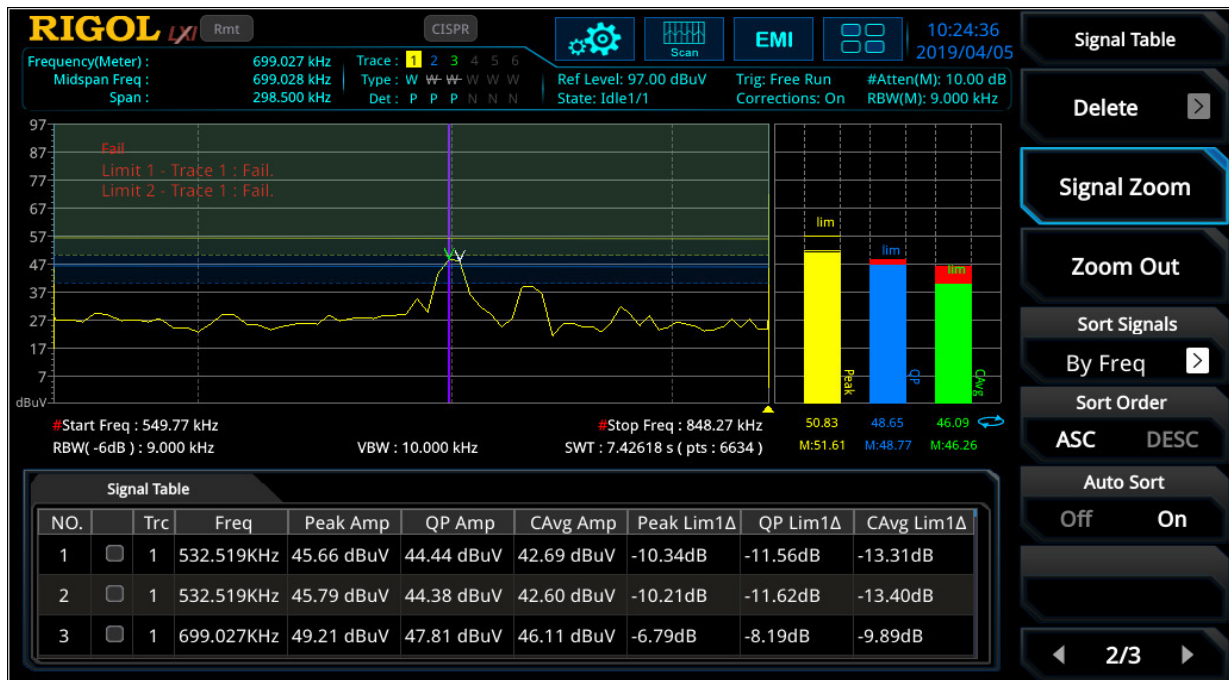 RIGOL LXI Rmt CISPR
Scan
EMI
10:24:36
2019/04/05
Frequency(Meter) : 699.027 kHz
Midspan Freq : 699.028 kHz
Span : 298.500 kHz
Trace : 1 2 3 4 5 6
Type : W W W W W W
Det : P P P N N N
Ref Level: 97.00 dBuV Trig: Free Run #Atten(M): 10.00 dB
State: Idle1/1 Corrections: On RBW(M): 9.000 kHz
97
87
77
67
57
47
37
27
17
7
dBuV
Fail
Limit 1 - Trace 1 : Fail.
Limit 2 - Trace 1 : Fail.
lim
lim
lim
Peak
QP
CAvg
#Start Freq : 549.77 kHz #Stop Freq : 848.27 kHz
RBW( -6dB ) : 9.000 kHz VBW : 10.000 kHz SWT : 7.42618 s ( pts : 6634 )
50.83 48.65 46.09
M:51.61 M:48.77 M:46.26
Signal Table
NO. Trc Freq Peak Amp QP Amp CAvg Amp Peak Lim1Δ QP Lim1Δ CAvg Lim1Δ
1 1 532.519KHz 45.66 dBuV 44.44 dBuV 42.69 dBuV -10.34dB -11.56dB -13.31dB
2 1 532.519KHz 45.79 dBuV 44.38 dBuV 42.60 dBuV -10.21dB -11.62dB -13.40dB
3 1 699.027KHz 49.21 dBuV 47.81 dBuV 46.11 dBuV -6.79dB -8.19dB -9.89dB
Signal Table
Delete >
Signal Zoom
Zoom Out
Sort Signals
By Freq >
Sort Order
ASC DESC
Auto Sort
Off On
2/3